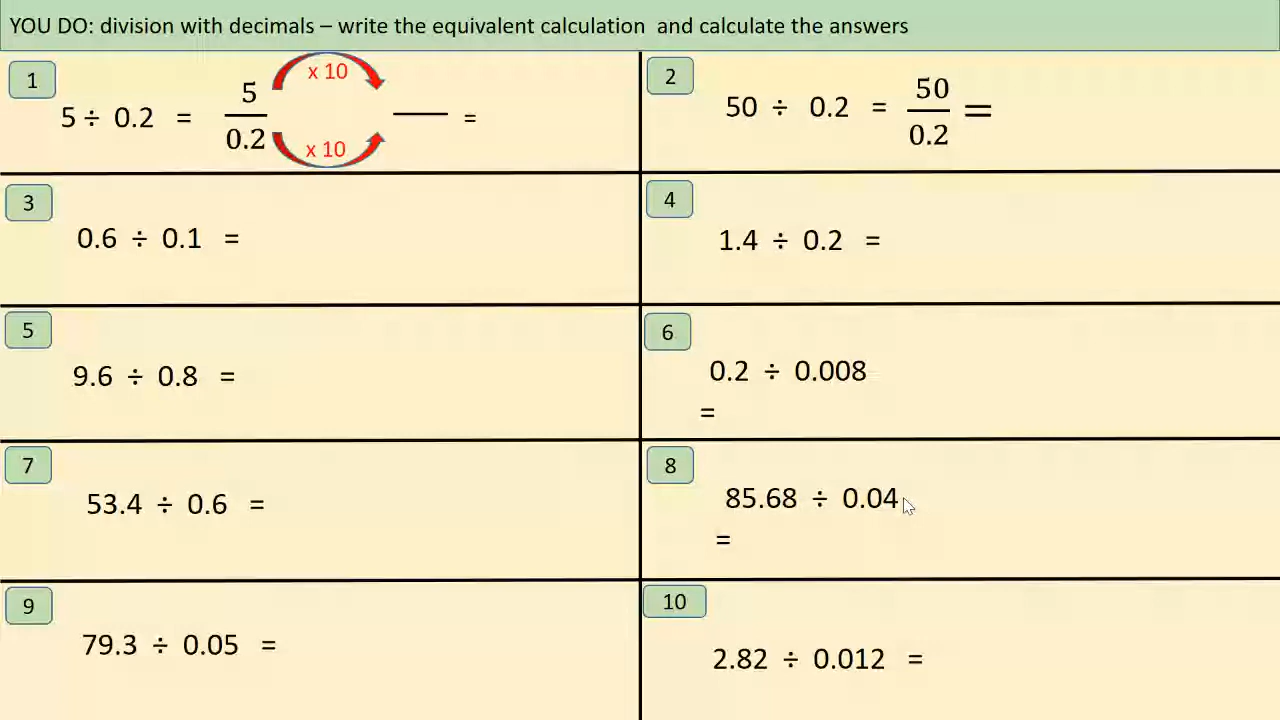 YOU DO: division with decimals – write the equivalent calculation  and calculate the answers
1
x 10
5 ÷ 0.2 = 5/0.2 ___ =
x 10
2
50 ÷ 0.2 = 50/0.2 =
3
0.6 ÷ 0.1 =
4
1.4 ÷ 0.2 =
5
9.6 ÷ 0.8 =
6
0.2 ÷ 0.008
=
7
53.4 ÷ 0.6 =
8
85.68 ÷ 0.04
=
9
79.3 ÷ 0.05 =
10
2.82 ÷ 0.012 =